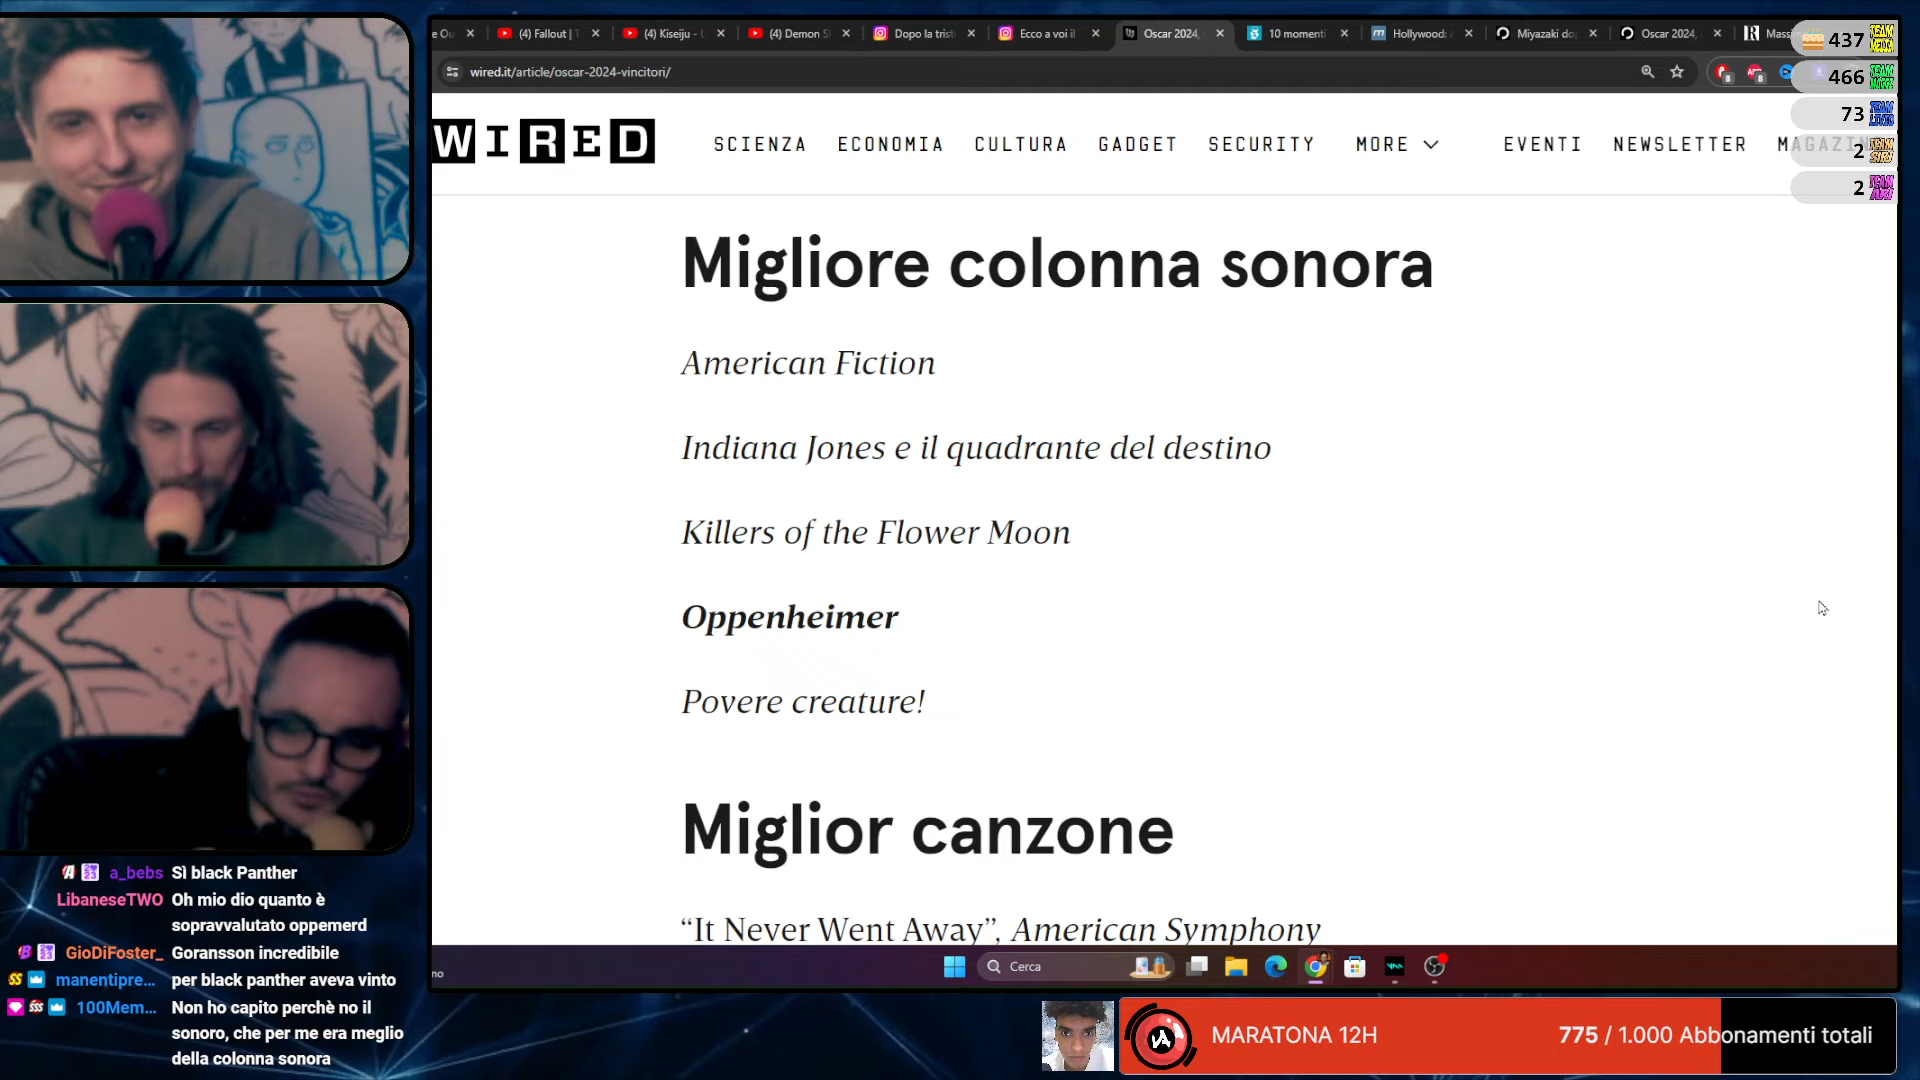 (4) Fallout | T
(4) Kiseiju - L
(4) Demon S
Dopo la trist
Ecco a voi il
Oscar 2024,
10 momenti
Hollywood:
Miyazaki do
Oscar 2024,
437
wired.it/article/oscar-2024-vincitori/
466
WIRED
SCIENZA ECONOMIA CULTURA GADGET SECURITY MORE EVENTI NEWSLETTER
73
2
2
Migliore colonna sonora
American Fiction
Indiana Jones e il quadrante del destino
Killers of the Flower Moon
Oppenheimer
Povere creature!
Miglior canzone
“It Never Went Away”, American Symphony
a_bebs Sì black Panther
LibaneseTWO Oh mio dio quanto è
sopravvalutato oppemerd
GioDiFoster_ Goransson incredibile
manentipre... per black panther aveva vinto
100Mem... Non ho capito perchè no il
sonoro, che per me era meglio
della colonna sonora
Cerca
MARATONA 12H 775 / 1.000 Abbonamenti totali